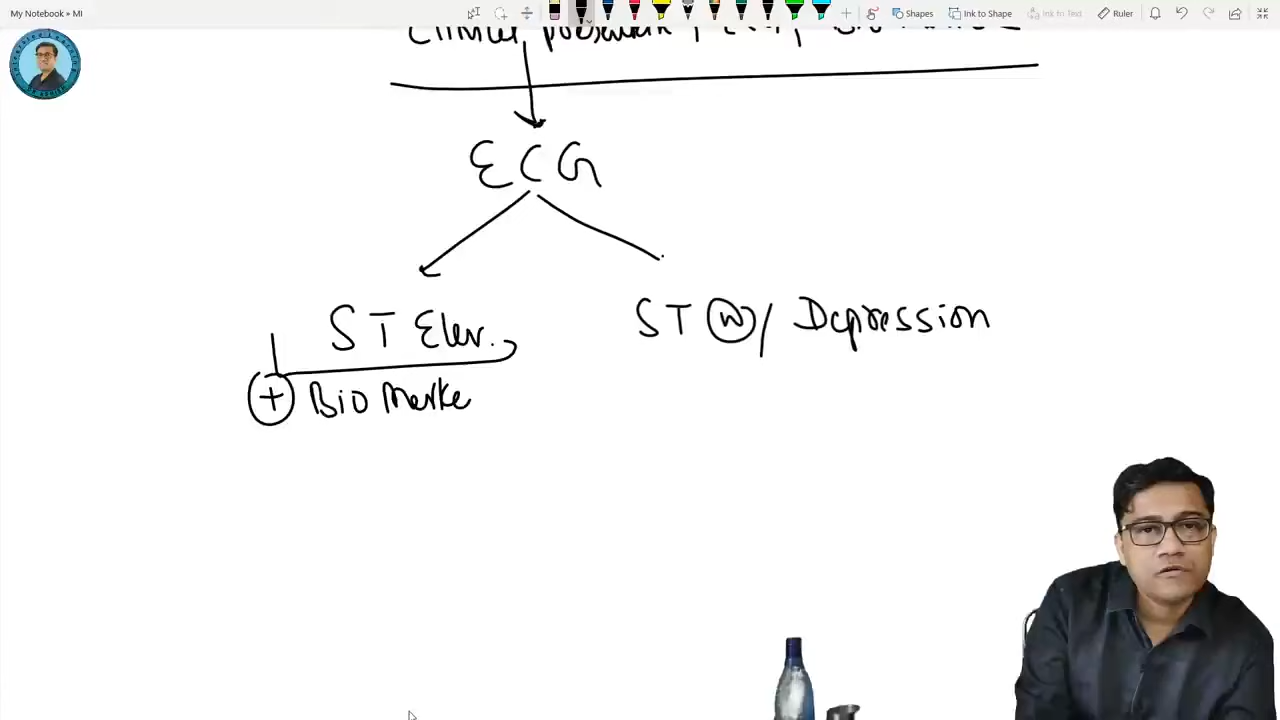 My Notebook » MI
Shapes Ink to Shape Ink to Text Ruler
ECG
ST Elev.
ST N / Depression
+ Bio Marke